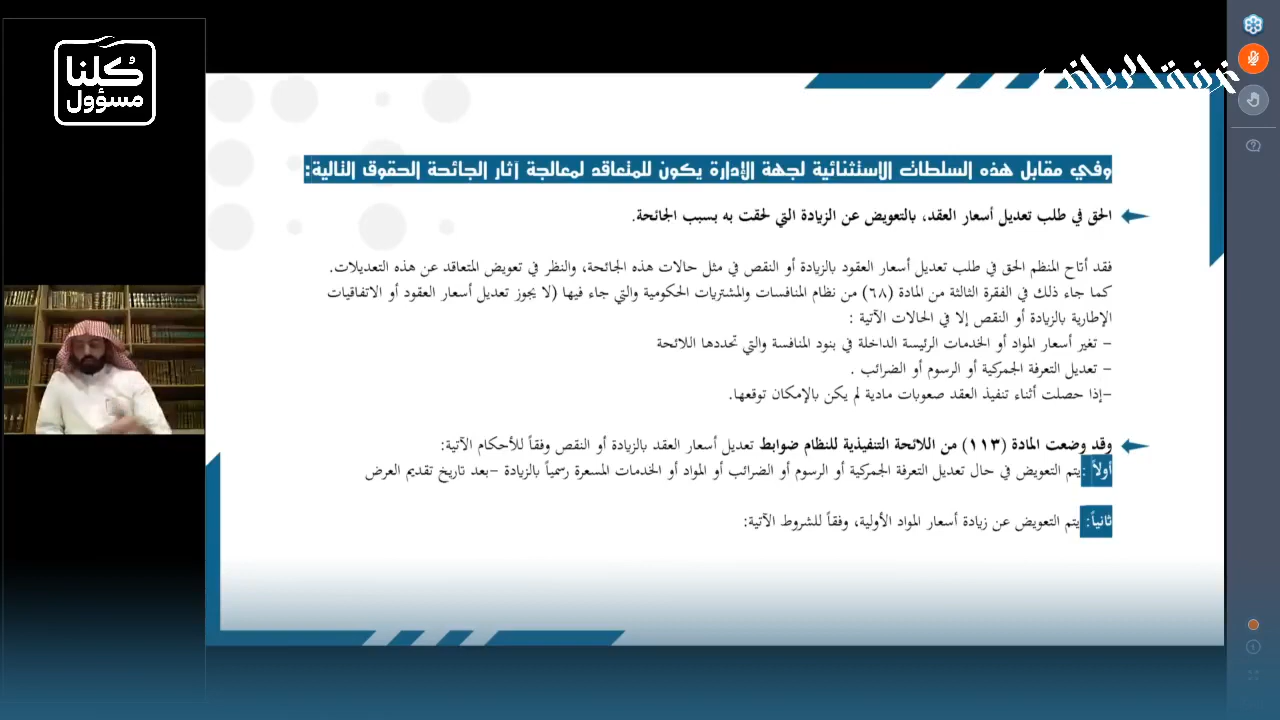 كلنا
مسؤول
غرفة الرياض
وفي مقابل هذه السلطات الاستثنائية لجهة الإدارة يكون للمتعاقد لمعالجة آثار الجائحة الحقوق التالية:
الحق في طلب تعديل أسعار العقد، بالتعويض عن الزيادة التي لحقت به بسبب الجائحة.
فقد أتاح المنظم الحق في طلب تعديل أسعار العقود بالزيادة أو النقص في مثل حالات هذه الجائحة، والنظر في تعويض المتعاقد عن هذه التعديلات.
كما جاء ذلك في الفقرة الثالثة من المادة (٦٨) من نظام المنافسات والمشتريات الحكومية والتي جاء فيها (لا يجوز تعديل أسعار العقود أو الاتفاقيات
الإطارية بالزيادة أو النقص إلا في الحالات الآتية :
- تغير أسعار المواد أو الخدمات الرئيسة الداخلة في بنود المنافسة والتي تحددها اللائحة
- تعديل التعرفة الجمركية أو الرسوم أو الضرائب .
-إذا حصلت أثناء تنفيذ العقد صعوبات مادية لم يكن بالإمكان توقعها.
وقد وضعت المادة (١١٣) من اللائحة التنفيذية للنظام ضوابط تعديل أسعار العقد بالزيادة أو النقص وفقاً للأحكام الآتية:
أولاً :يتم التعويض في حال تعديل التعرفة الجمركية أو الرسوم أو الضرائب أو المواد أو الخدمات المسعرة رسمياً بالزيادة -بعد تاريخ تقديم العرض
ثانياً: يتم التعويض عن زيادة أسعار المواد الأولية، وفقاً للشروط الآتية: